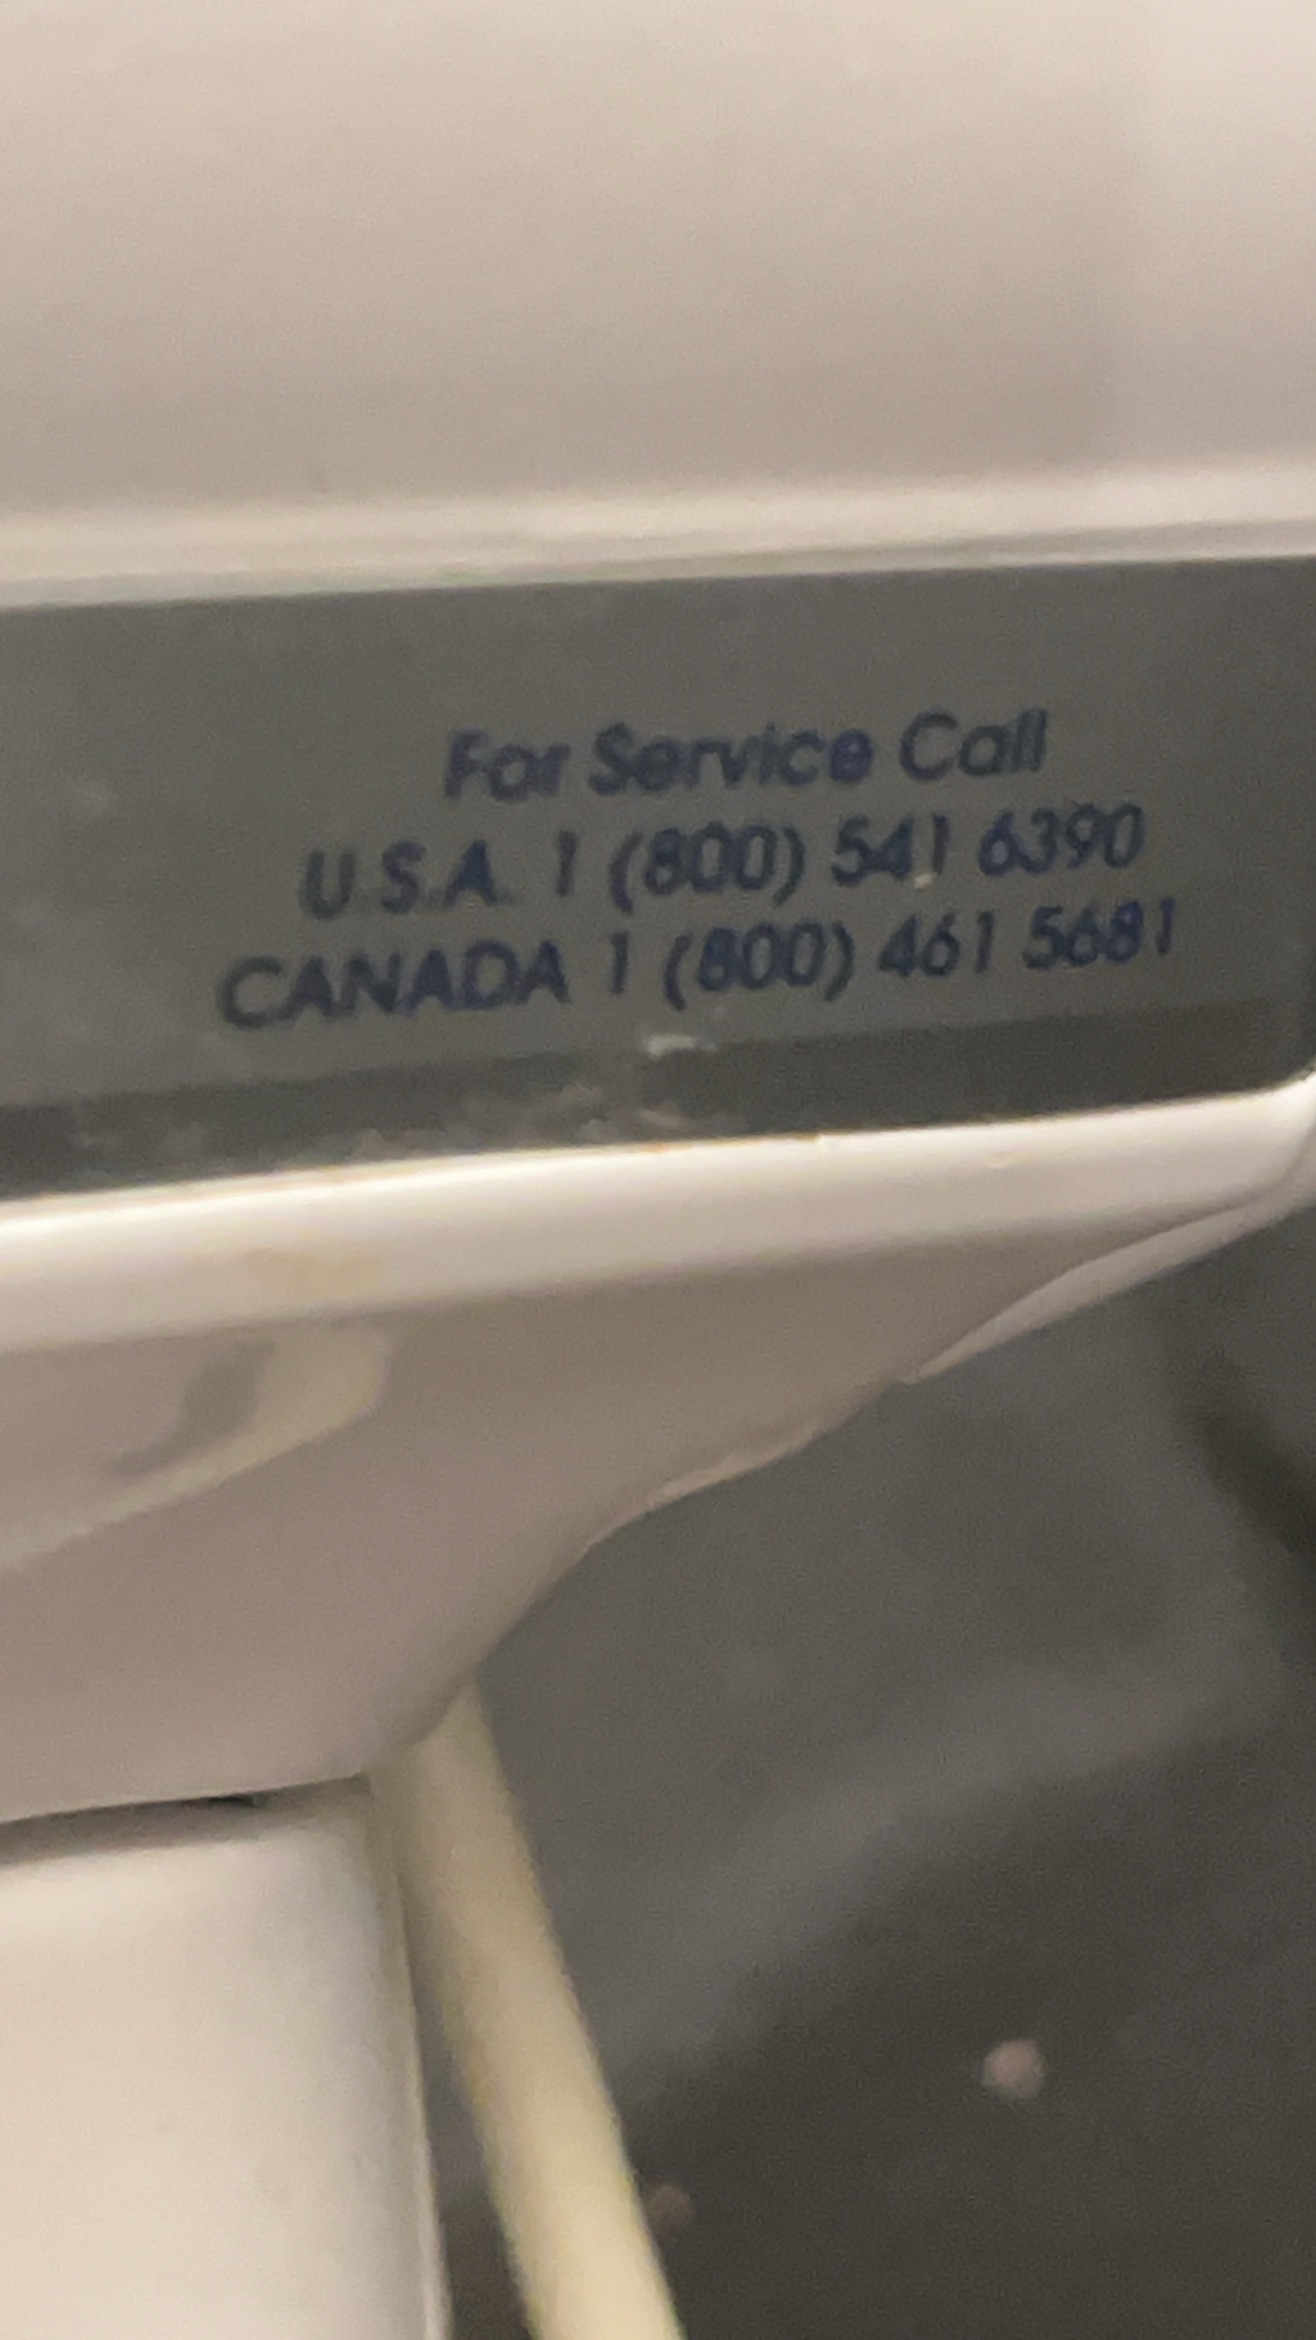 For Service Call
U.S.A. 1 (800) 541 6390
CANADA 1 (800) 461 5681